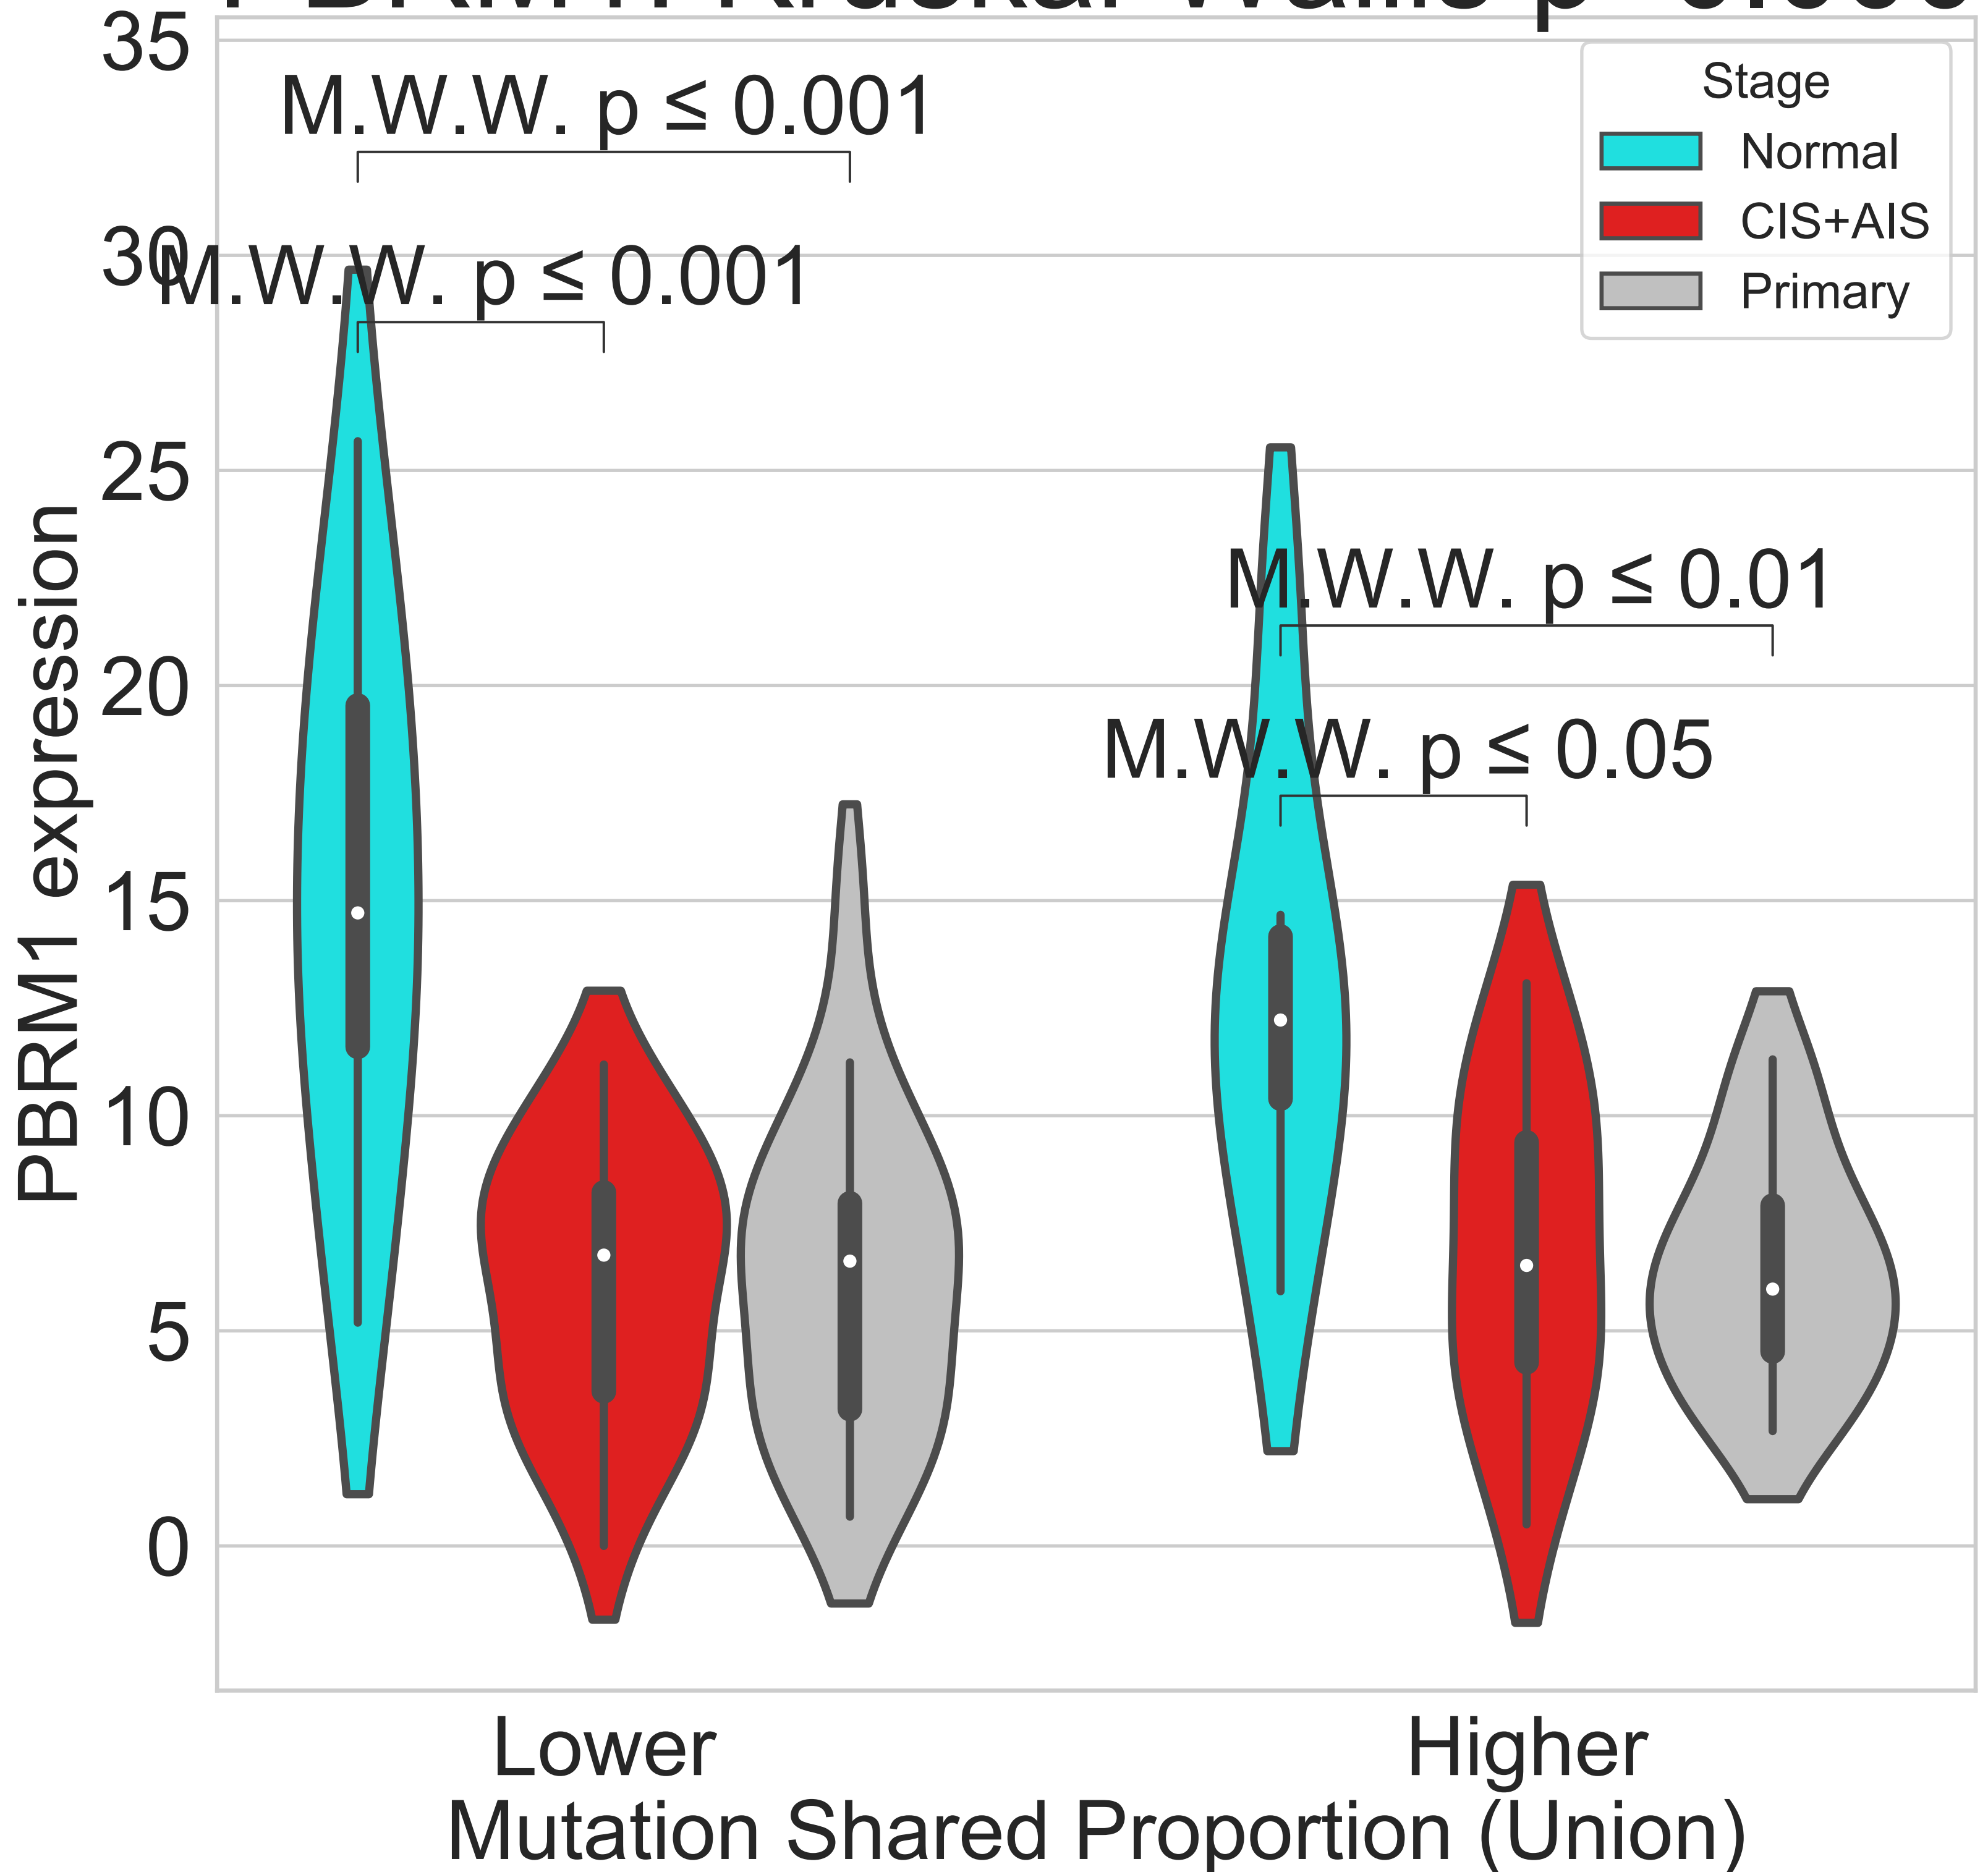 35
M.W.W. p ≤ 0.001
30
M.W.W. p ≤ 0.001
25
M.W.W. p ≤ 0.01
20
M.W.W. p ≤ 0.05
15
10
5
0
PBRM1 expression
Stage
Normal
CIS+AIS
Primary
Lower
Higher
Mutation Shared Proportion (Union)